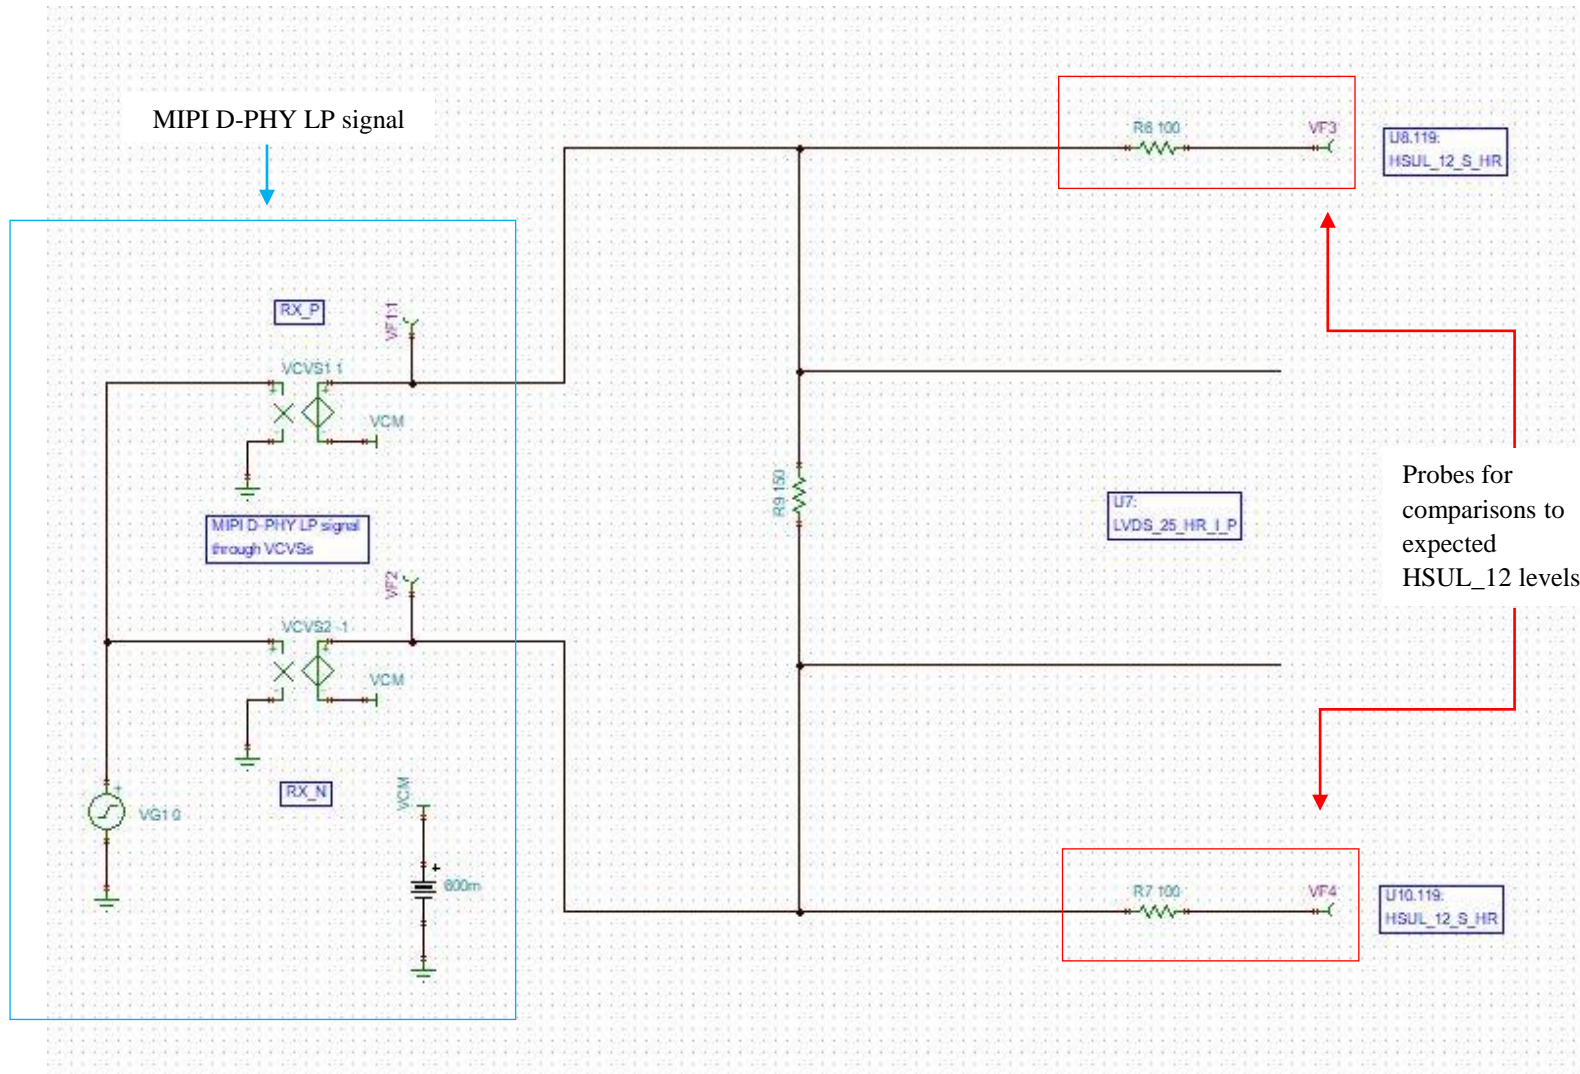 MIPI D-PHY LP signal
R6 100
VF3
U8.119:
HSUL_12_S_HR
RX_P
VF1:1
VCVS1 1
VCM
MIPI D-PHY LP signal
through VCVSs
R9 150
U7:
LVDS_25_HR_I_P
Probes for
comparisons to
expected
HSUL_12 levels
VF2
VCVS2 -1
VCM
RX_N
VCM
VG1 0
600m
R7 100
VF4
U10.119:
HSUL_12_S_HR